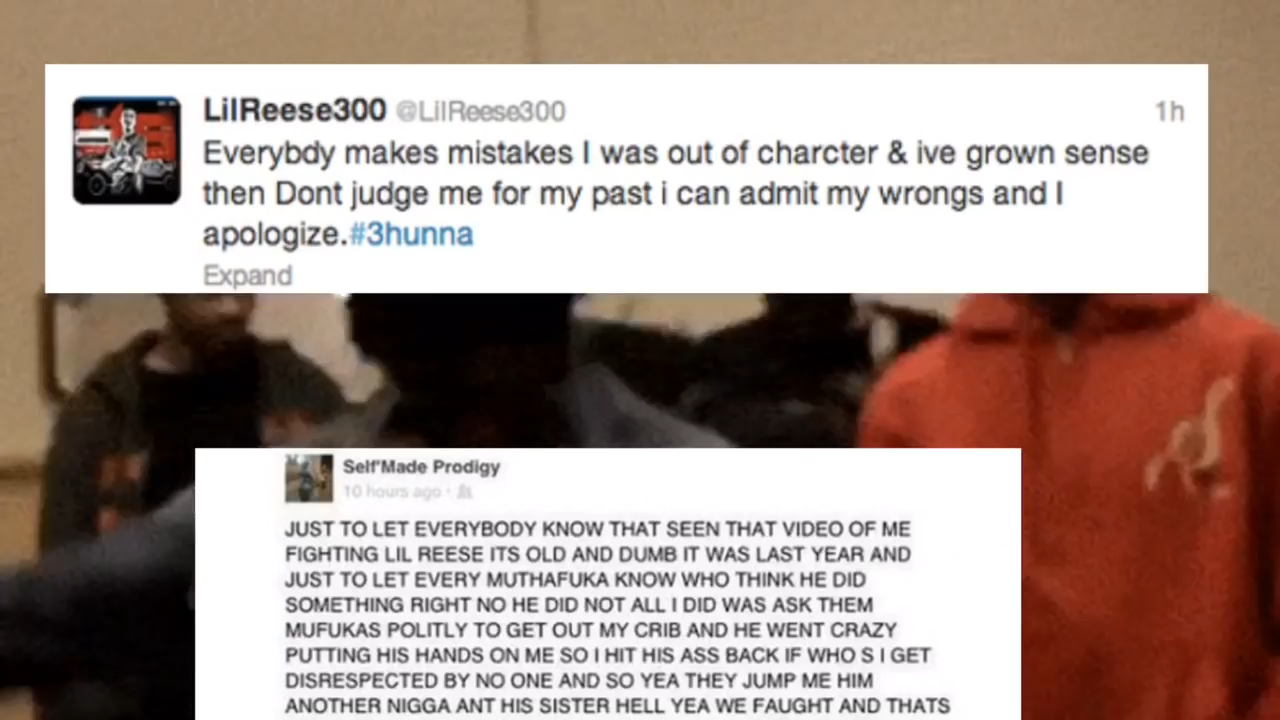 LilReese300 @LilReese300 1h
Everybdy makes mistakes I was out of charcter & ive grown sense
then Dont judge me for my past i can admit my wrongs and I
apologize.#3hunna
Expand
Self'Made Prodigy
10 hours ago ·
JUST TO LET EVERYBODY KNOW THAT SEEN THAT VIDEO OF ME
FIGHTING LIL REESE ITS OLD AND DUMB IT WAS LAST YEAR AND
JUST TO LET EVERY MUTHAFUKA KNOW WHO THINK HE DID
SOMETHING RIGHT NO HE DID NOT ALL I DID WAS ASK THEM
MUFUKAS POLITLY TO GET OUT MY CRIB AND HE WENT CRAZY
PUTTING HIS HANDS ON ME SO I HIT HIS ASS BACK IF WHO S I GET
DISRESPECTED BY NO ONE AND SO YEA THEY JUMP ME HIM
ANOTHER NIGGA ANT HIS SISTER HELL YEA WE FAUGHT AND THATS